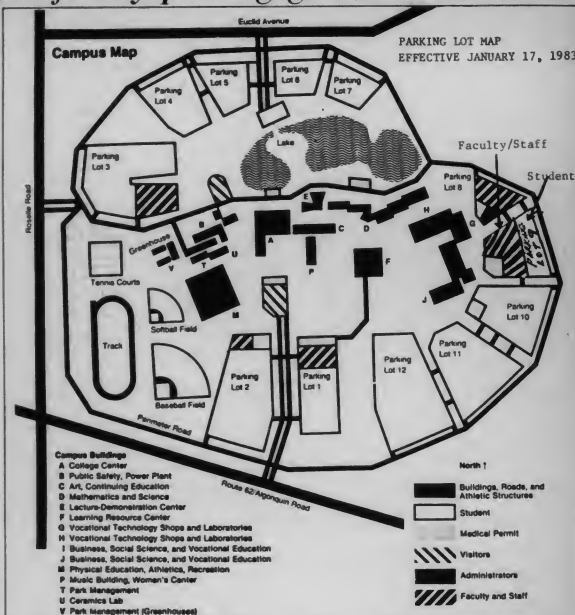 Euclid Avenue
Campus Map
PARKING LOT MAP
EFFECTIVE JANUARY 17, 1983
Parking Lot 4
Parking Lot 5
Parking Lot 6
Parking Lot 7
Lake
Faculty/Staff
Student
Parking Lot 3
Parking Lot 8
Roselle Road
PARKING LOT 9
Greenhouse
B
E
C
D
H
G
A
U
V
T
P
F
J
M
Tennis Courts
Softball Field
Track
Baseball Field
Parking Lot 10
Parking Lot 11
Parking Lot 2
Parking Lot 1
Parking Lot 12
Perimeter Road
Route 62/Algonquin Road
Campus Buildings
A College Center
B Public Safety, Power Plant
C Art, Continuing Education
D Mathematics and Science
E Lecture-Demonstration Center
F Learning Resource Center
G Vocational Technology Shops and Laboratories
H Vocational Technology Shops and Laboratories
I Business, Social Science, and Vocational Education
J Business, Social Science, and Vocational Education
M Physical Education, Athletics, Recreation
P Music Building, Women's Center
T Park Management
U Ceramics Lab
V Park Management (Greenhouses)
North ↑
Buildings, Roads, and
Athletic Structures
Student
Medical Permit
Visitors
Administrators
Faculty and Staff